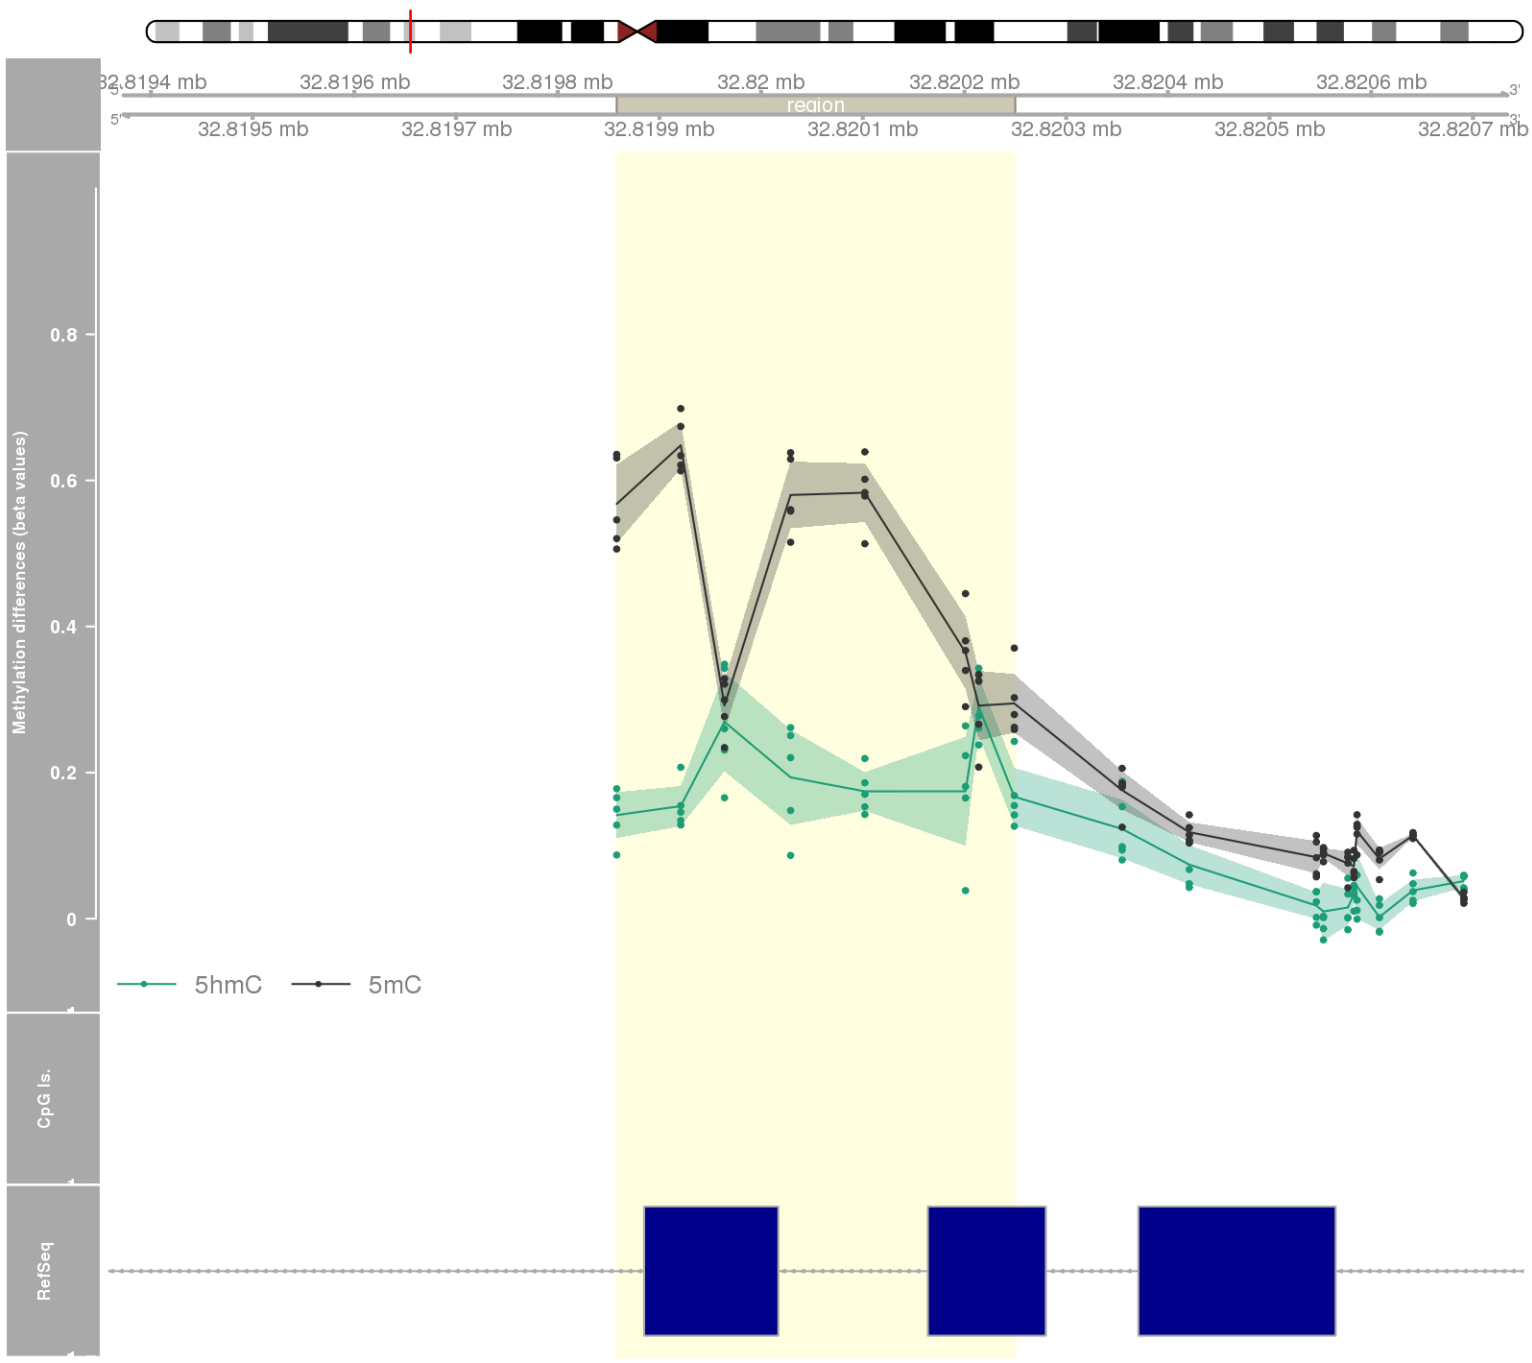 32.8194 mb 32.8196 mb 32.8198 mb 32.82 mb 32.8202 mb 32.8204 mb 32.8206 mb
5' 3'
region
5' 3'
32.8195 mb 32.8197 mb 32.8199 mb 32.8201 mb 32.8203 mb 32.8205 mb 32.8207 mb
Methylation differences (beta values)
0.8
0.6
0.4
0.2
0
5hmC 5mC
CpG Is.
RefSeq